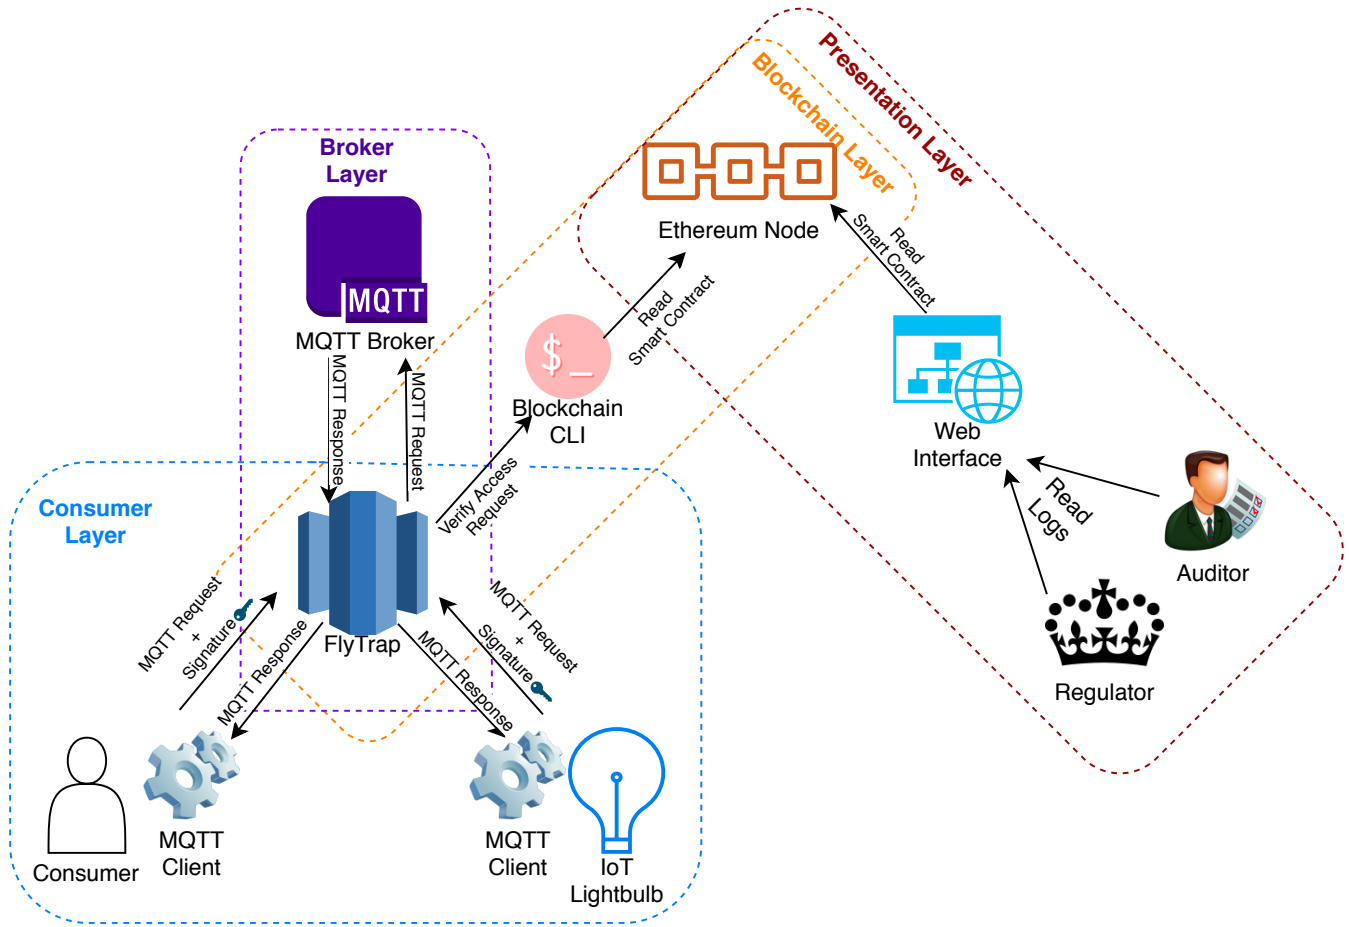 Presentation Layer
Blockchain Layer
Broker
Layer
MQTT
MQTT Broker
Ethereum Node
Read
Smart Contract
Read
Smart Contract
$_
Blockchain
CLI
Web
Interface
MQTT Response
MQTT Request
Verify Access
Request
Read
Logs
Auditor
Regulator
Consumer
Layer
FlyTrap
MQTT Request
+
Signature
MQTT Response
MQTT Response
MQTT Request
+
Signature
Consumer
MQTT
Client
MQTT
Client
IoT
Lightbulb